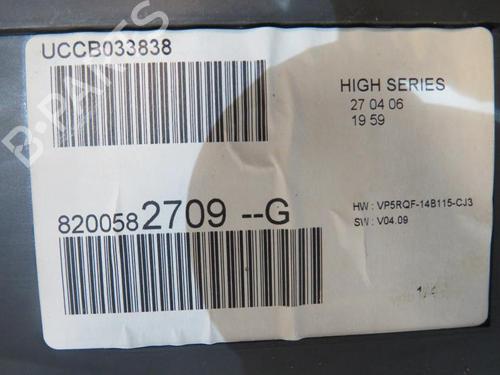 UCCB033838
HIGH SERIES
27 04 06
19 59
B-PARTS
HW : VP5RQF-14B115-CJ3
SW : V04.09
8200582709 --G